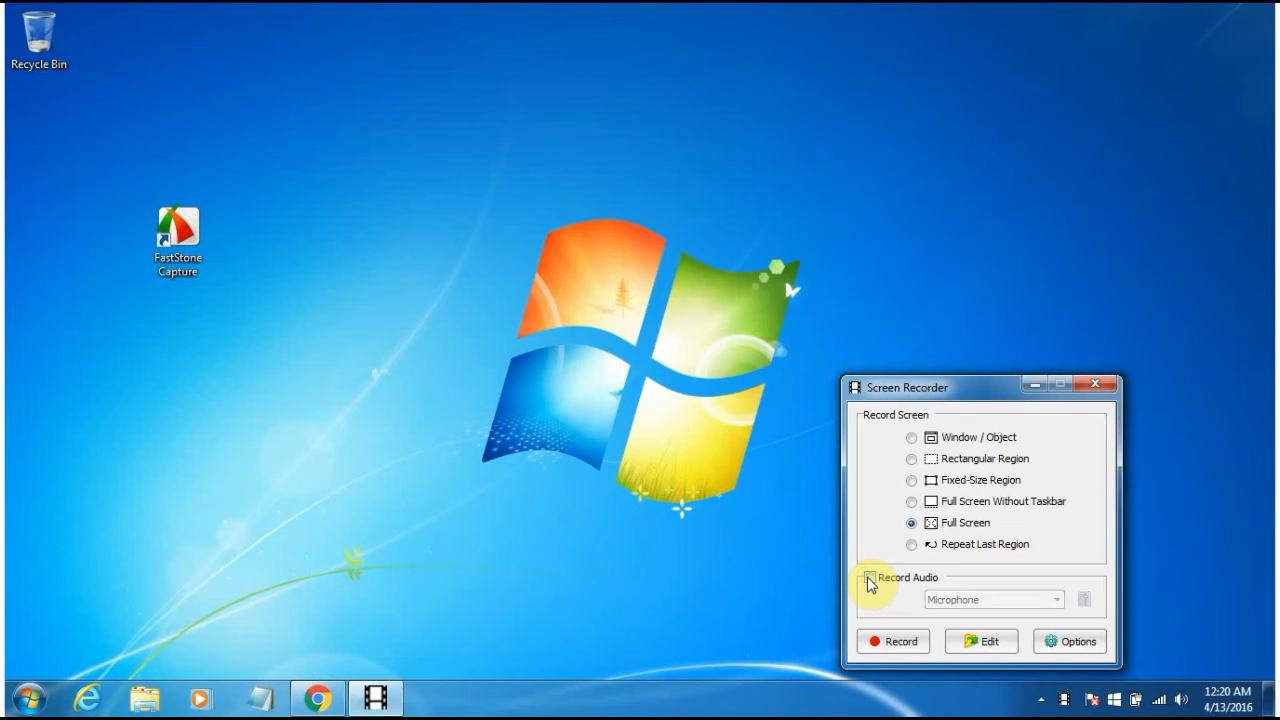 Recycle Bin
FastStone
Capture
Screen Recorder
Record Screen
Window / Object
Rectangular Region
Fixed-Size Region
Full Screen Without Taskbar
Full Screen
Repeat Last Region
Record Audio
Microphone
Record
Edit
Options
12:20 AM
4/13/2016